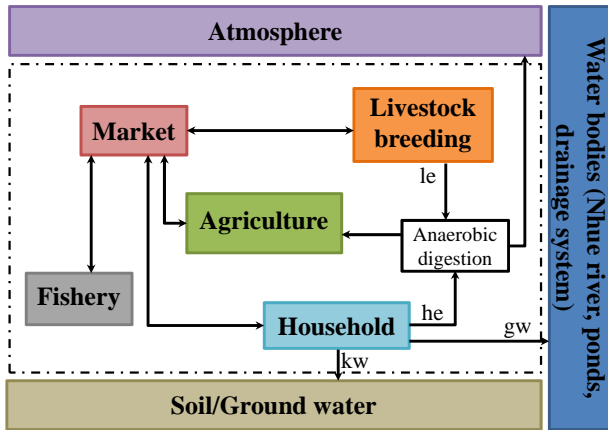 Atmosphere
Water bodies (Nhue river, ponds,
drainage system)
Market
Livestock
breeding
le
Agriculture
Anaerobic
digestion
Fishery
Household
he
gw
kw
Soil/Ground water